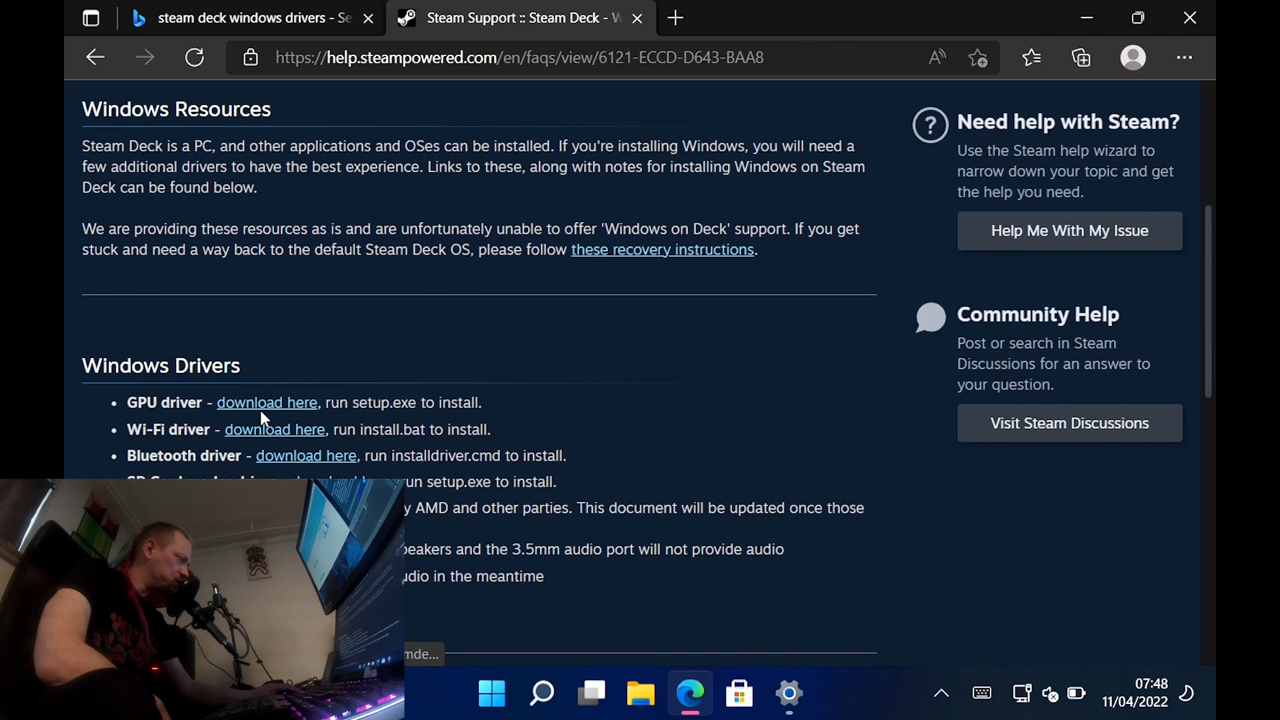 steam deck windows drivers - Se
Steam Support :: Steam Deck - W
https://help.steampowered.com/en/faqs/view/6121-ECCD-D643-BAA8
Windows Resources
Steam Deck is a PC, and other applications and OSes can be installed. If you're installing Windows, you will need a
few additional drivers to have the best experience. Links to these, along with notes for installing Windows on Steam
Deck can be found below.
We are providing these resources as is and are unfortunately unable to offer 'Windows on Deck' support. If you get
stuck and need a way back to the default Steam Deck OS, please follow these recovery instructions.
Windows Drivers
• GPU driver - download here, run setup.exe to install.
• Wi-Fi driver - download here, run install.bat to install.
• Bluetooth driver - download here, run installdriver.cmd to install.
un setup.exe to install.
y AMD and other parties. This document will be updated once those
peakers and the 3.5mm audio port will not provide audio
udio in the meantime
mde...
Need help with Steam?
Use the Steam help wizard to
narrow down your topic and get
the help you need.
Help Me With My Issue
Community Help
Post or search in Steam
Discussions for an answer to
your question.
Visit Steam Discussions
07:48
11/04/2022